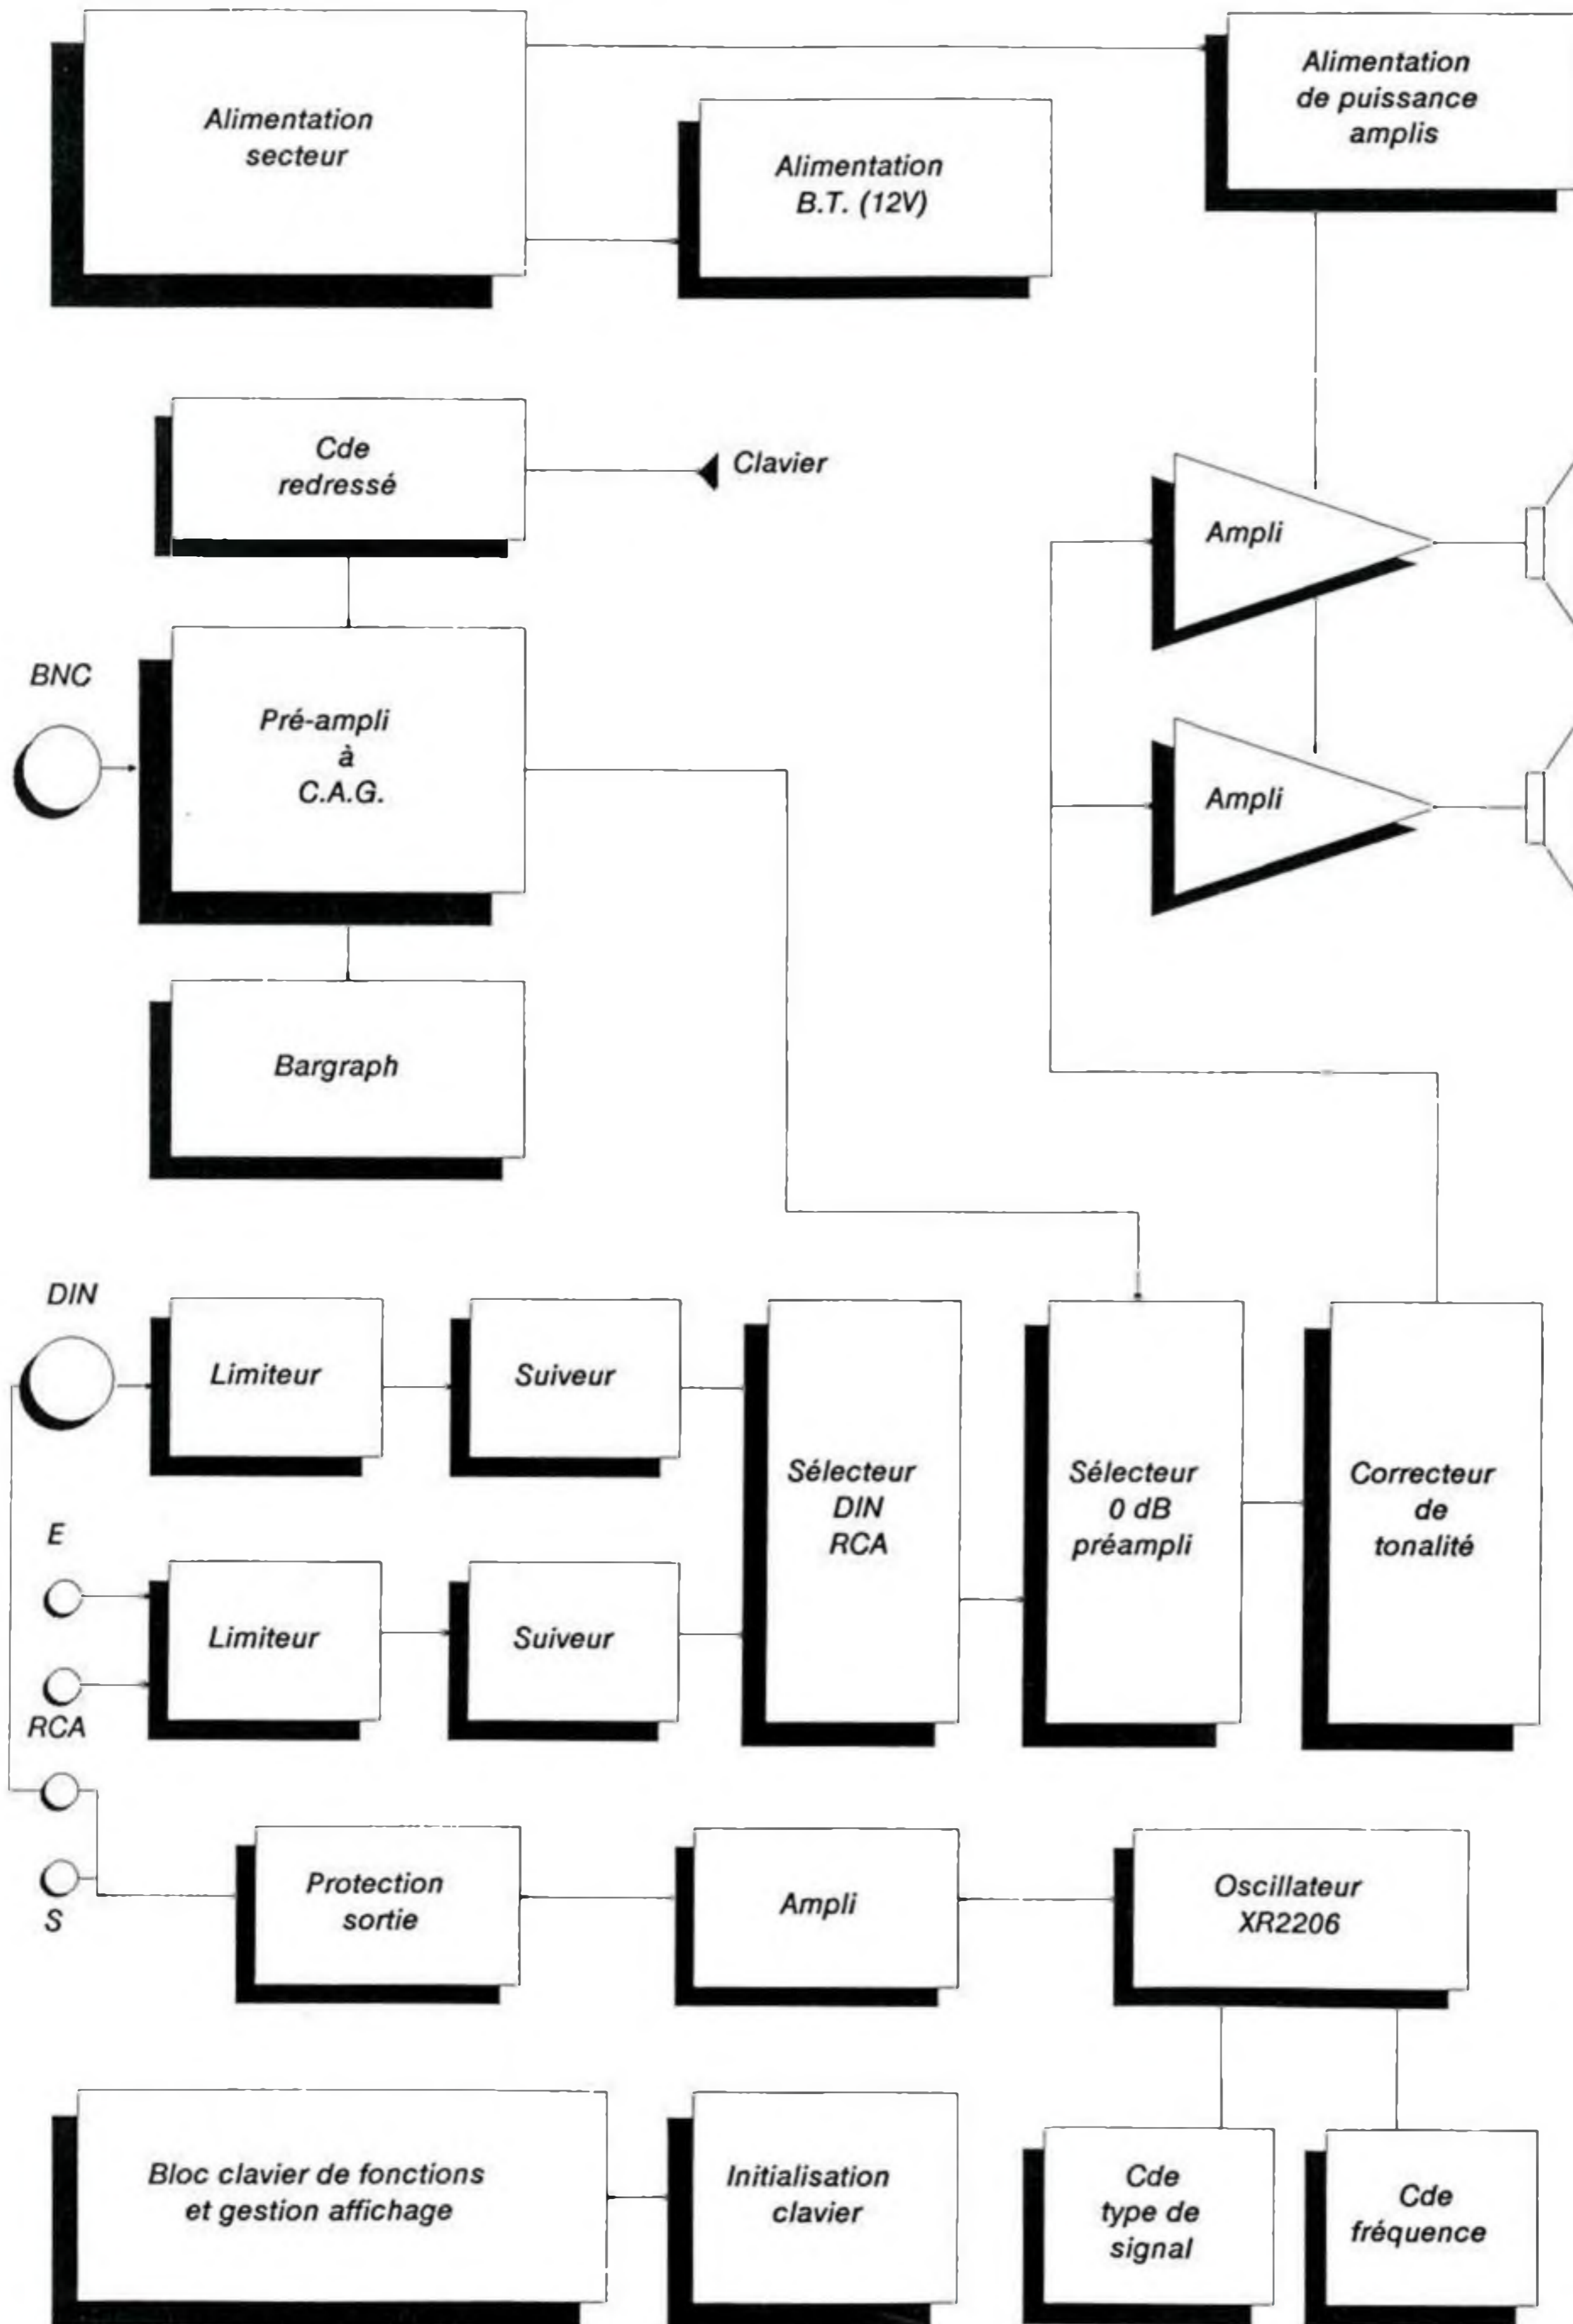 Alimentation
secteur
Alimentation
B.T. (12V)
Alimentation
de puissance
amplis
Cde
redressé
Clavier
Ampli
BNC
Pré-ampli
à
C.A.G.
Ampli
Bargraph
DIN
Limiteur
Suiveur
Sélecteur
DIN
RCA
Sélecteur
0 dB
préampli
Correcteur
de
tonalité
E
Limiteur
Suiveur
RCA
S
Protection
sortie
Ampli
Oscillateur
XR2206
Bloc clavier de fonctions
et gestion affichage
Initialisation
clavier
Cde
type de
signal
Cde
fréquence